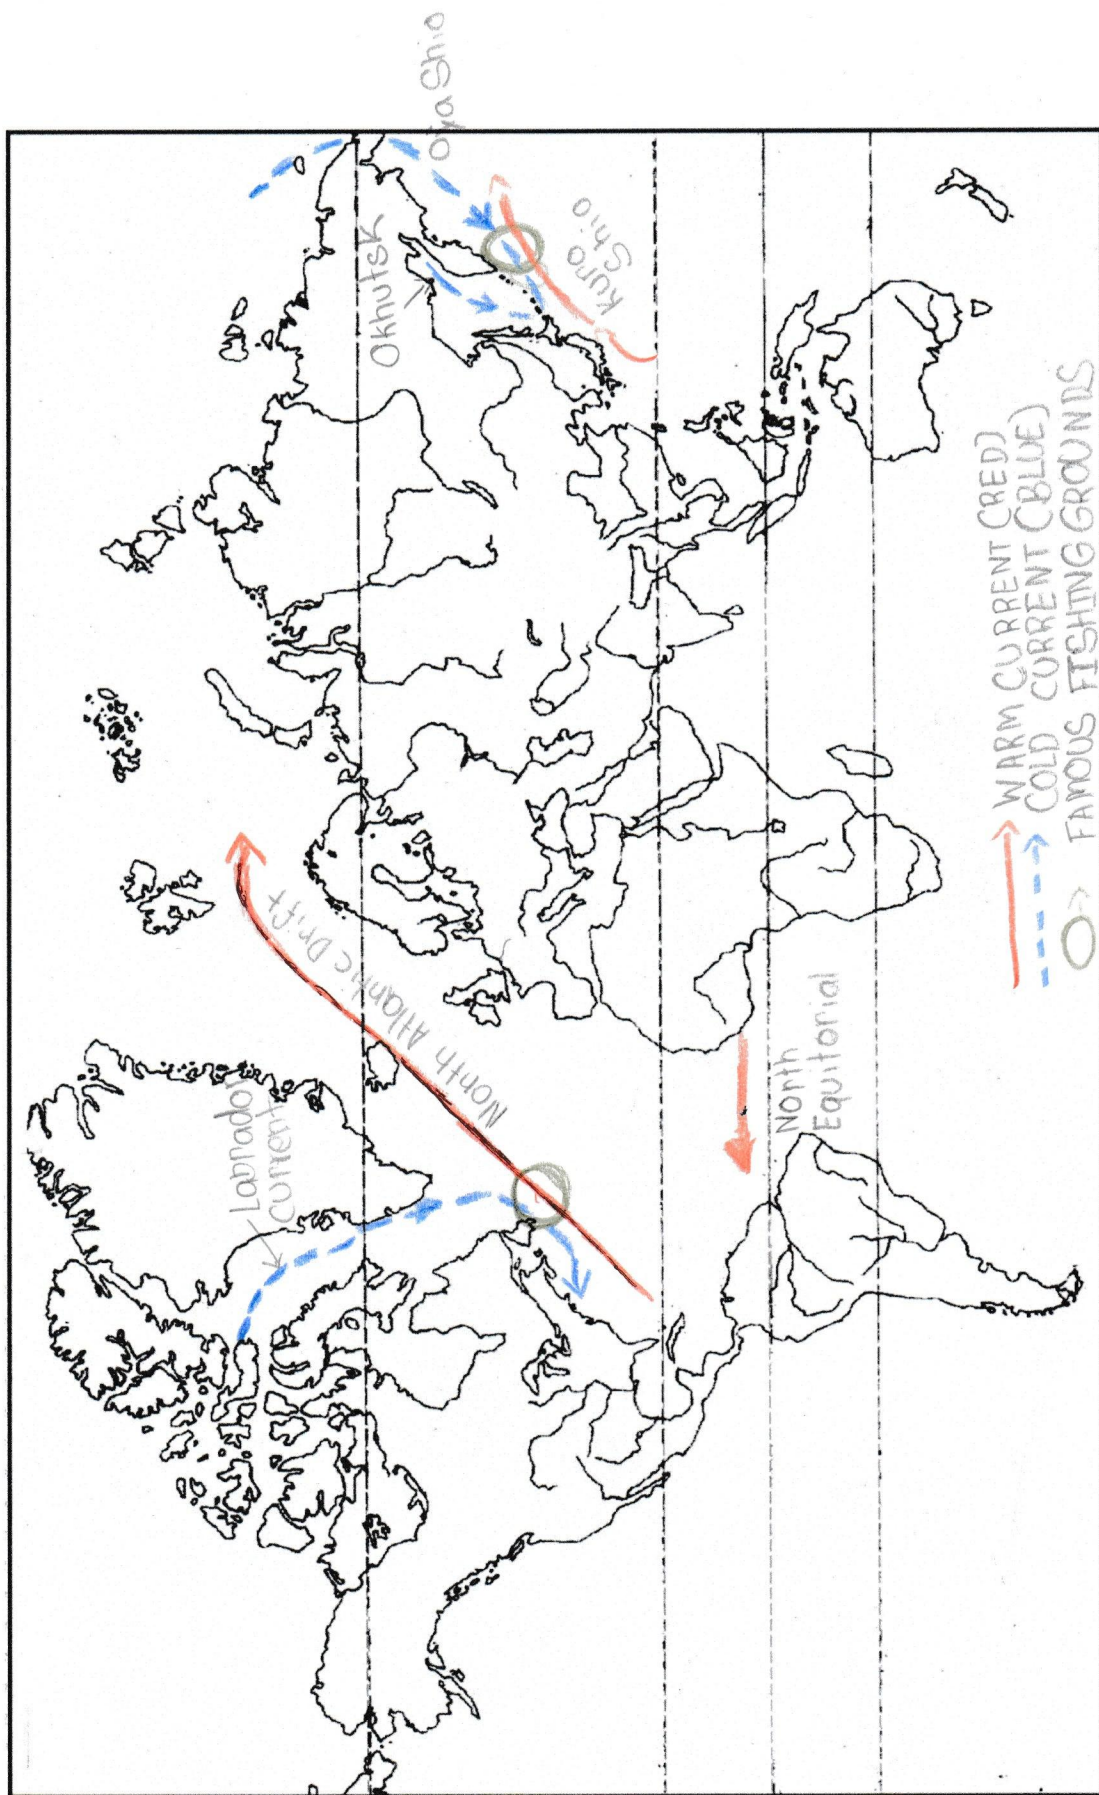 Oya Shio
Okhutsk
Kuro
Shio
North Atlantic Drift
Labrador
Current
North
Equitorial
WARM CURRENT (RED)
COLD CURRENT (BLUE)
FAMOUS FISHING GROUNDS